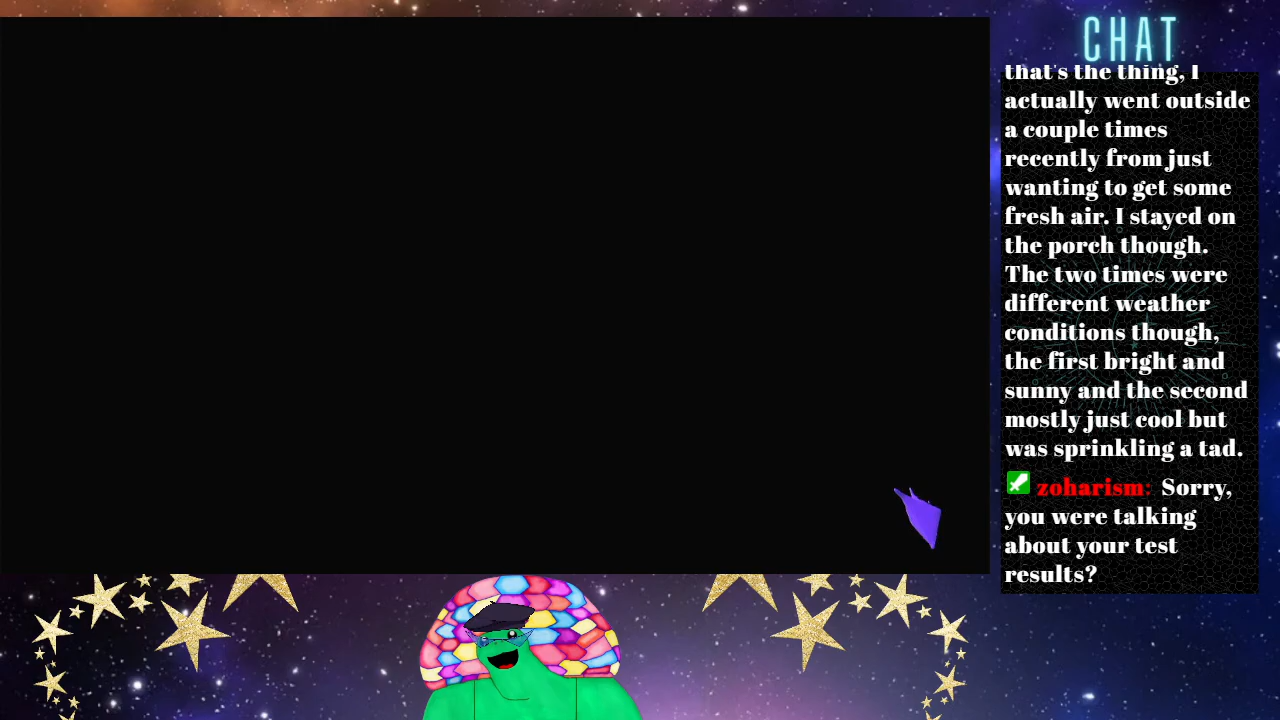 CHAT
that's the thing, I
actually went outside
a couple times
recently from just
wanting to get some
fresh air. I stayed on
the porch though.
The two times were
different weather
conditions though,
the first bright and
sunny and the second
mostly just cool but
was sprinkling a tad.
zoharism: Sorry,
you were talking
about your test
results?